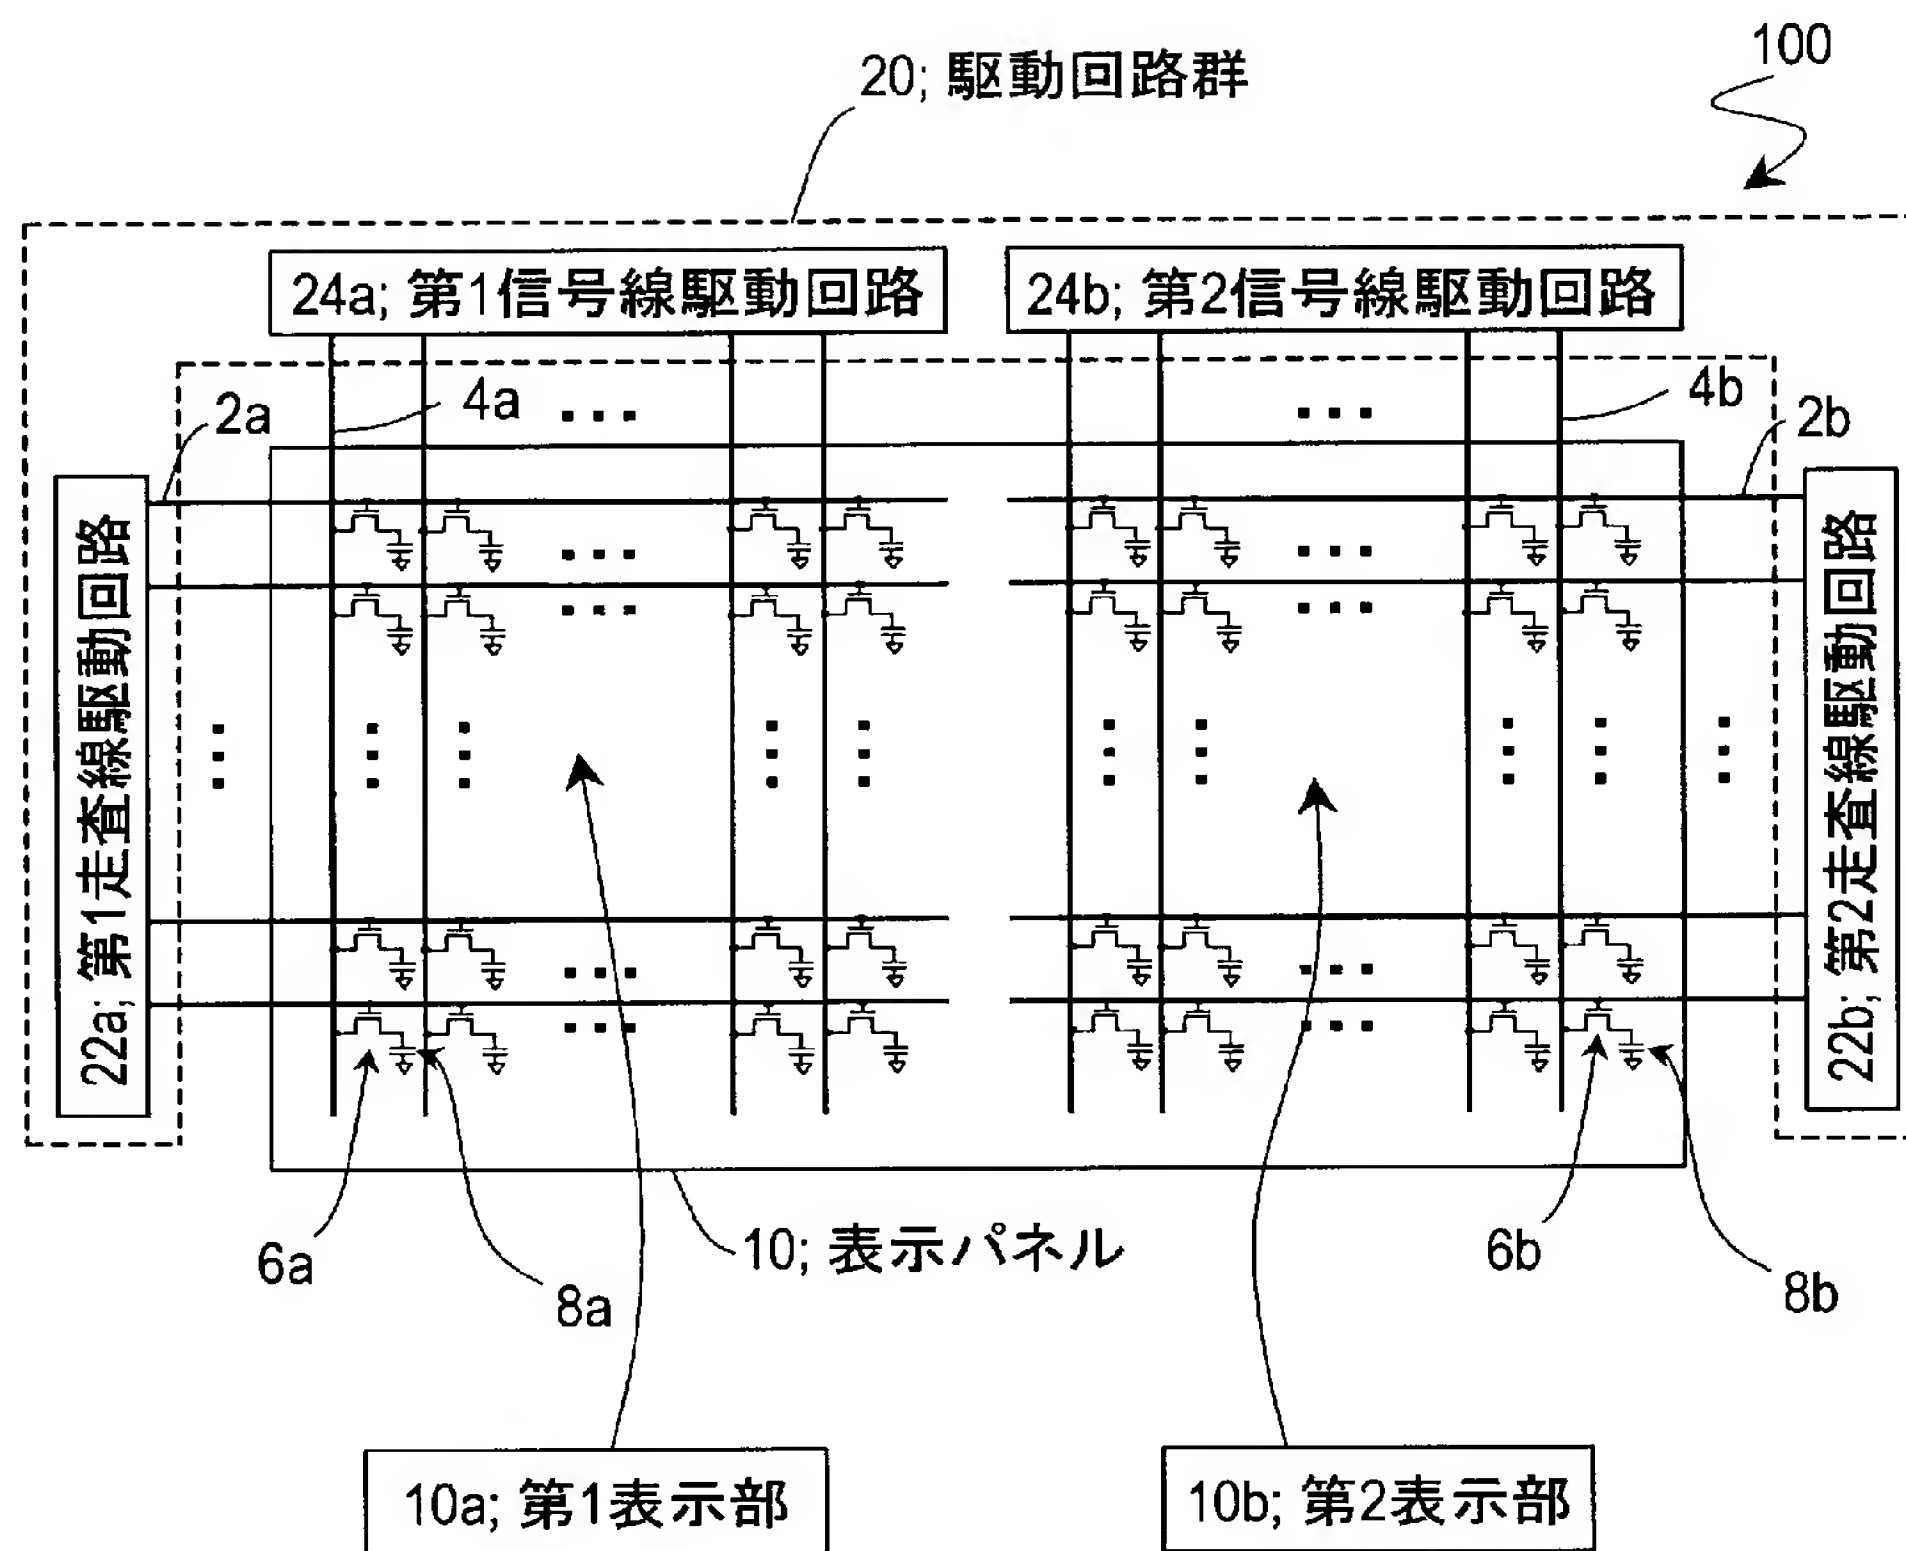 100
20; 駆動回路群
24a; 第1信号線駆動回路
24b; 第2信号線駆動回路
2a
4a
4b
2b
22a; 第1走査線駆動回路
22b; 第2走査線駆動回路
6a
8a
10; 表示パネル
6b
8b
10a; 第1表示部
10b; 第2表示部